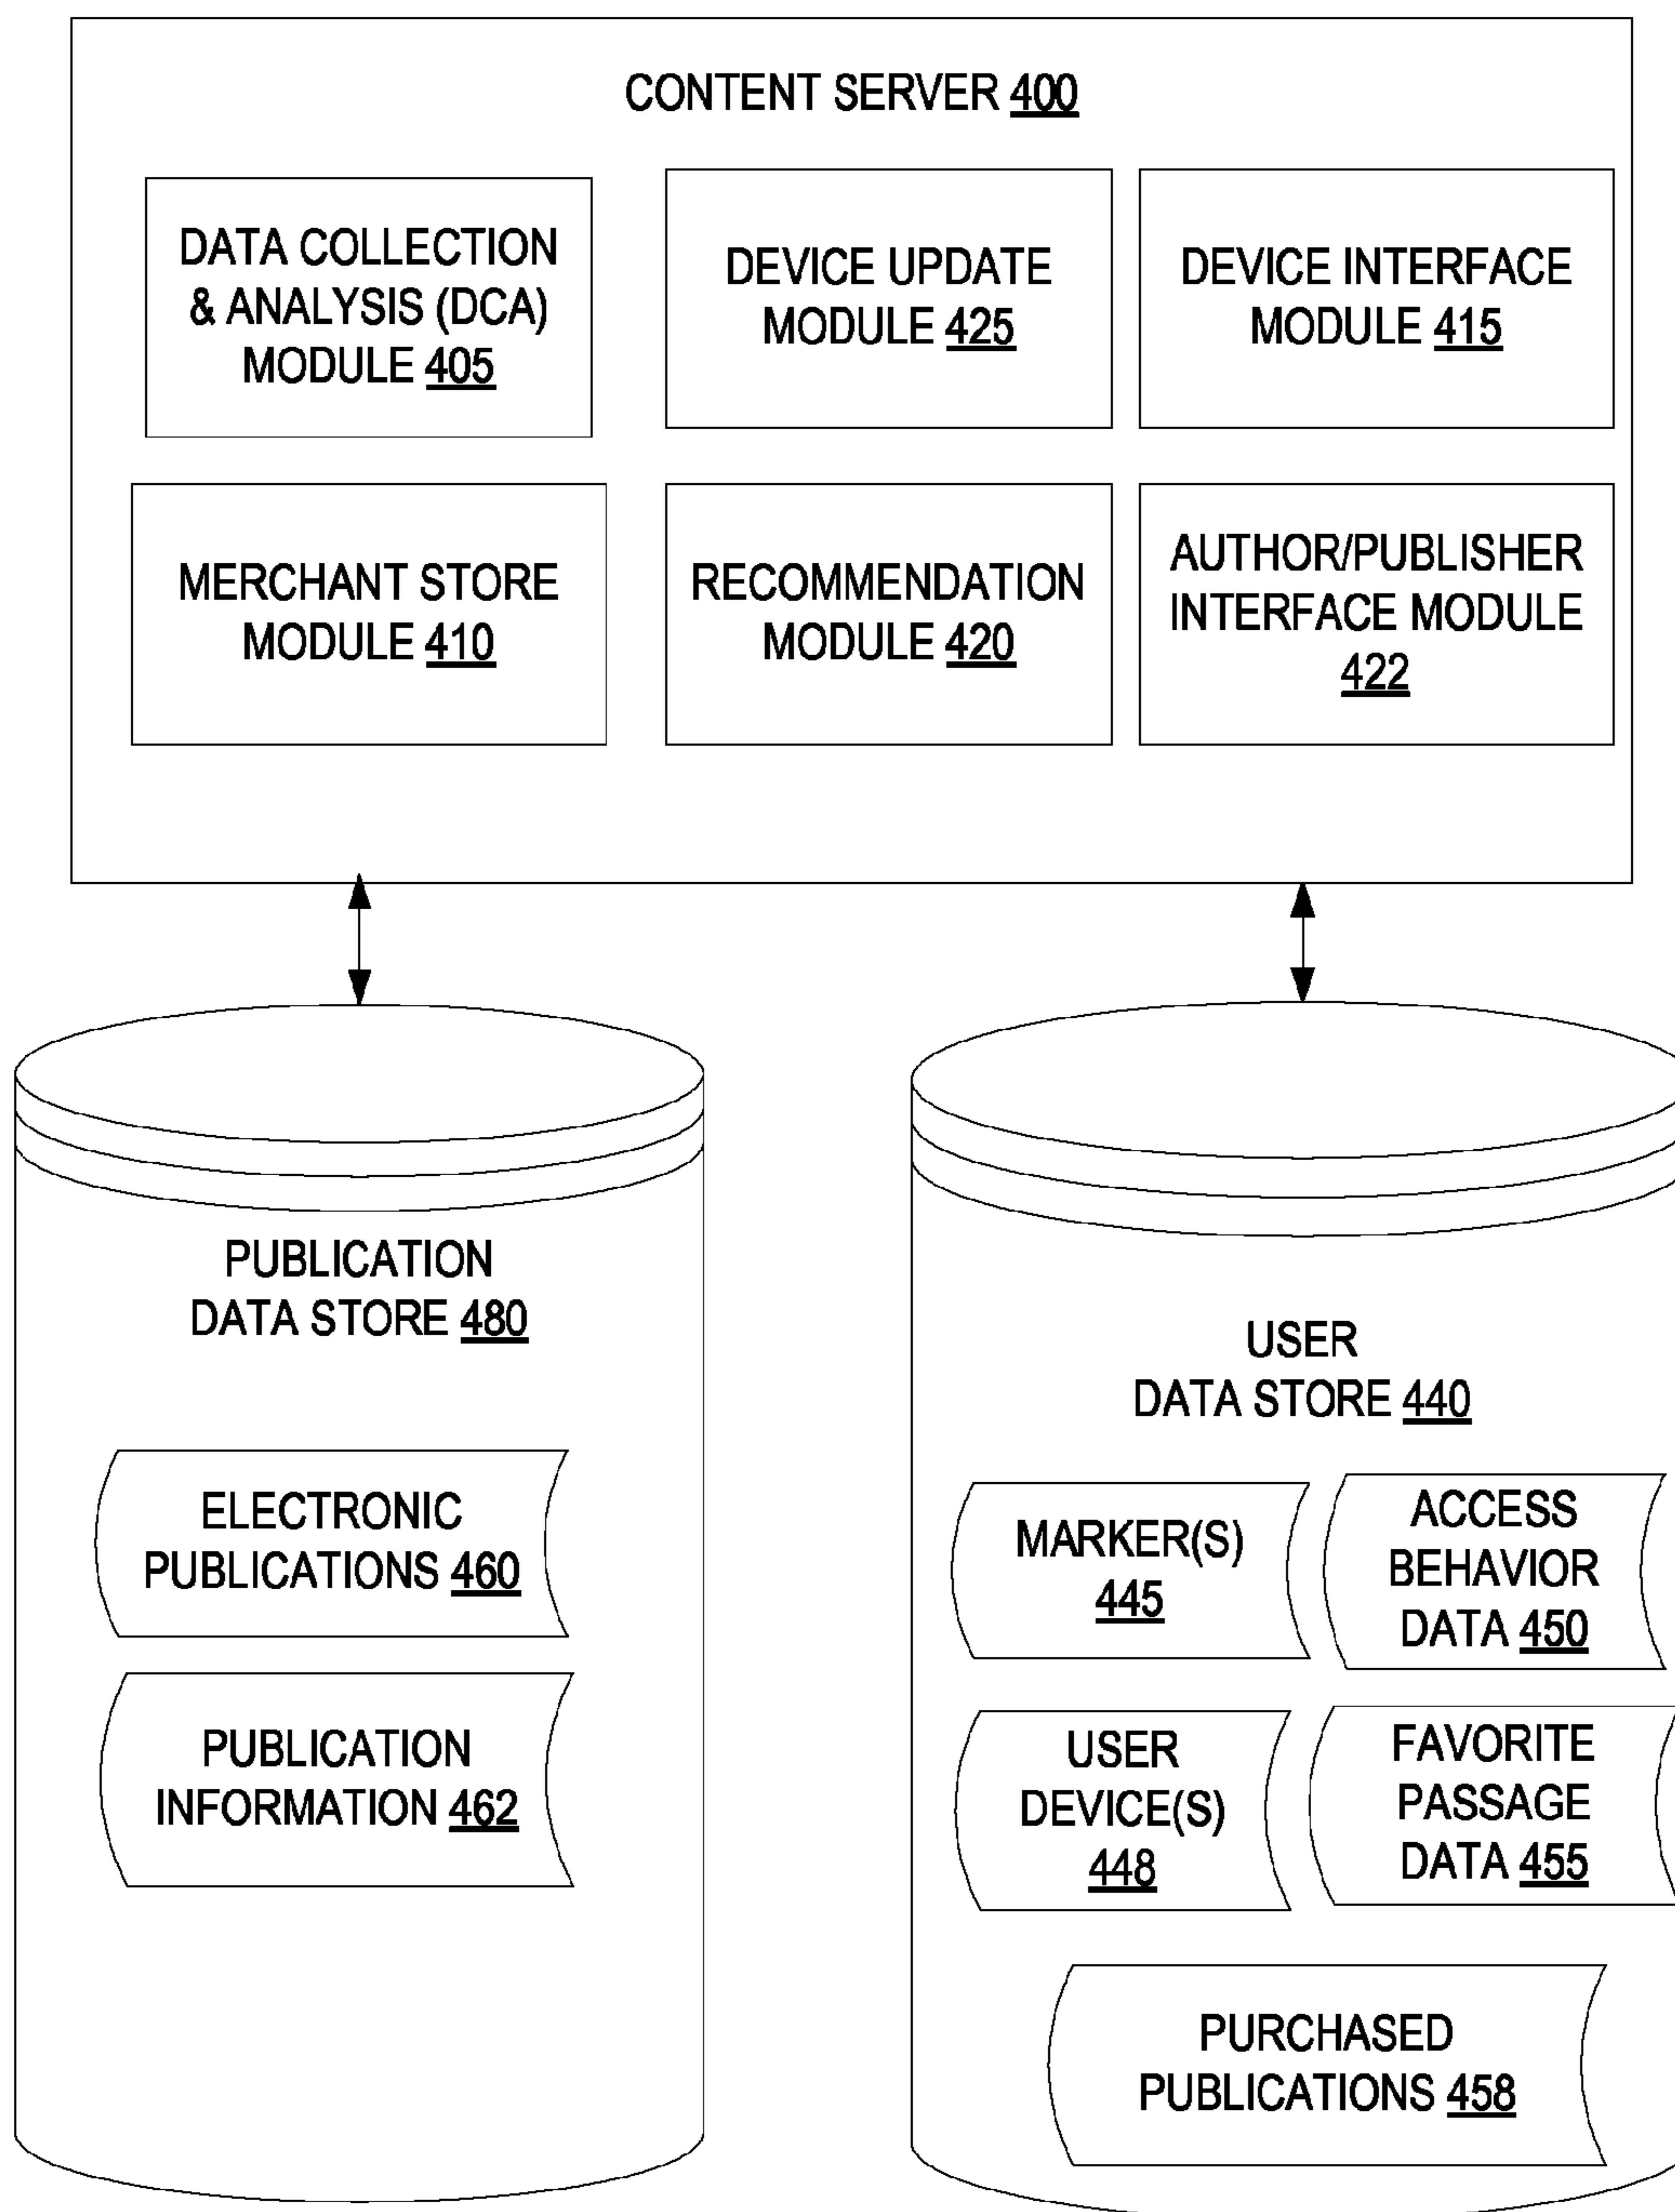 CONTENT SERVER 400
DATA COLLECTION
& ANALYSIS (DCA)
MODULE 405
DEVICE UPDATE
MODULE 425
DEVICE INTERFACE
MODULE 415
MERCHANT STORE
MODULE 410
RECOMMENDATION
MODULE 420
AUTHOR/PUBLISHER
INTERFACE MODULE
422
PUBLICATION
DATA STORE 480
ELECTRONIC
PUBLICATIONS 460
PUBLICATION
INFORMATION 462
USER
DATA STORE 440
MARKER(S)
445
ACCESS
BEHAVIOR
DATA 450
USER
DEVICE(S)
448
FAVORITE
PASSAGE
DATA 455
PURCHASED
PUBLICATIONS 458